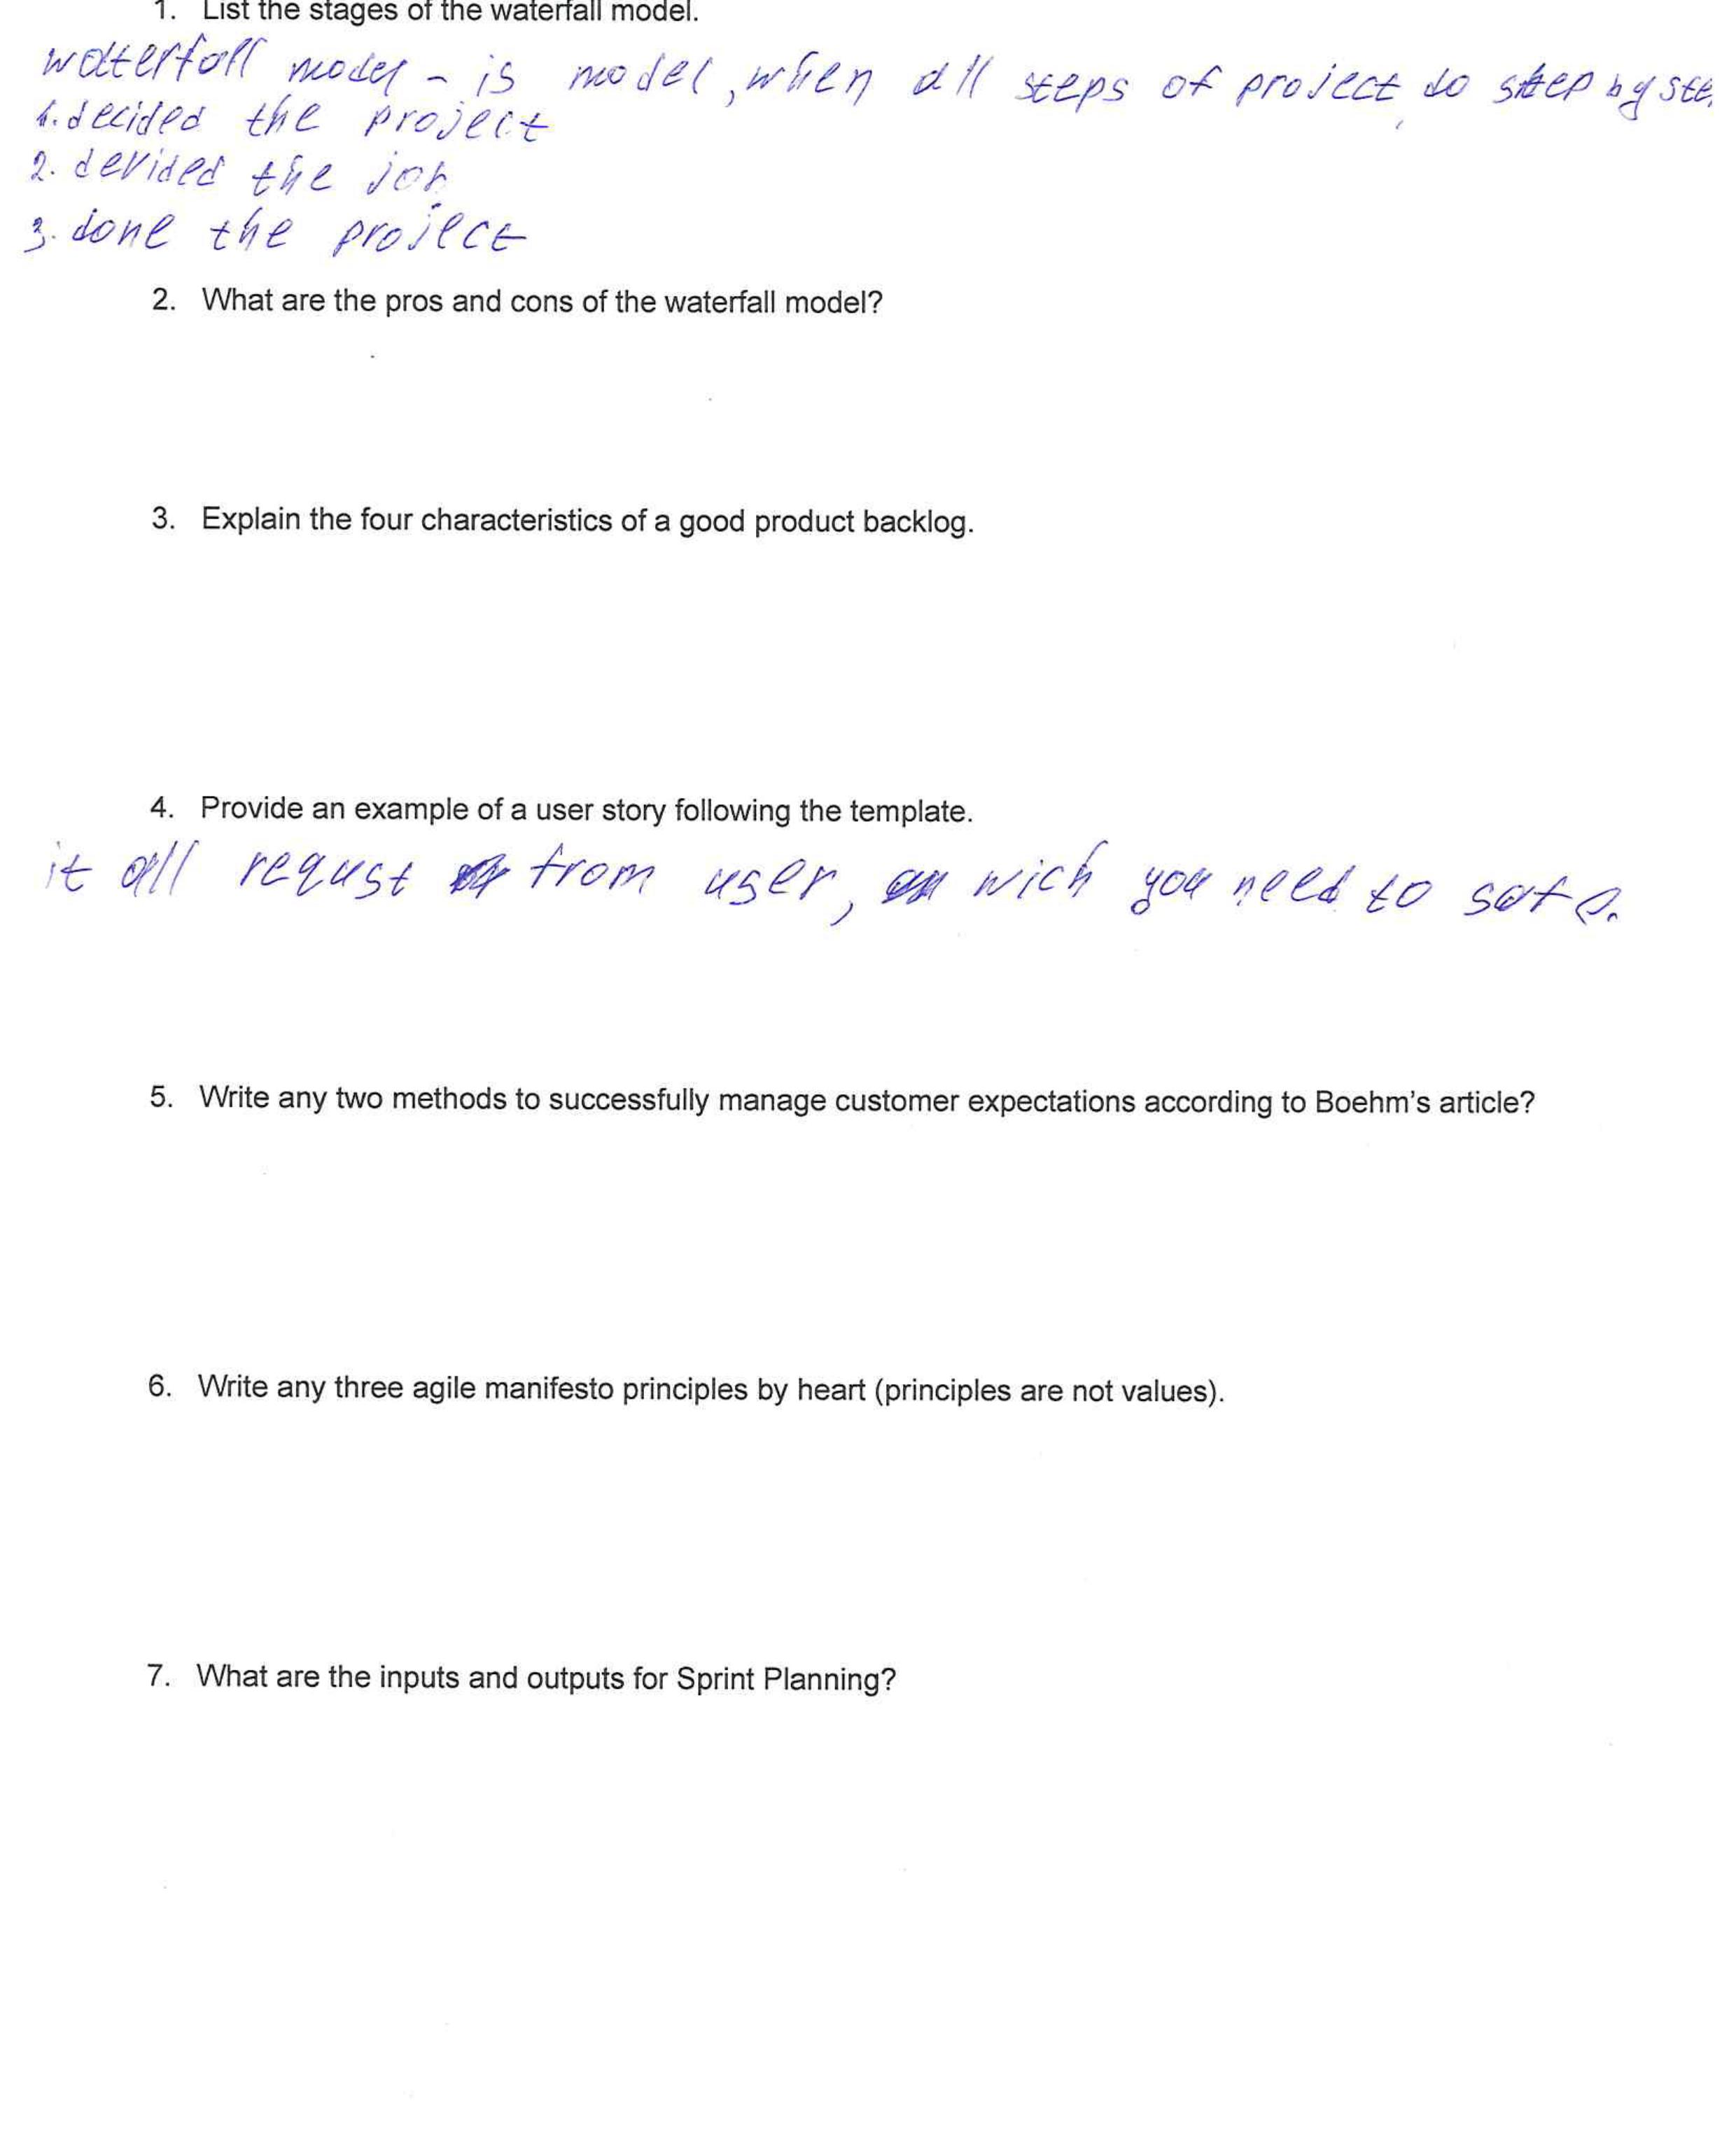 1. List the stages of the waterfall model.
waterfall model - is model, when all steps of project do step by ste
1. decided the project
2. devided the job
3. done the project
2. What are the pros and cons of the waterfall model?
3. Explain the four characteristics of a good product backlog.
4. Provide an example of a user story following the template.
it all requst from user, wich you need to
5. Write any two methods to successfully manage customer expectations according to Boehm's article?
6. Write any three agile manifesto principles by heart (principles are not values).
7. What are the inputs and outputs for Sprint Planning?